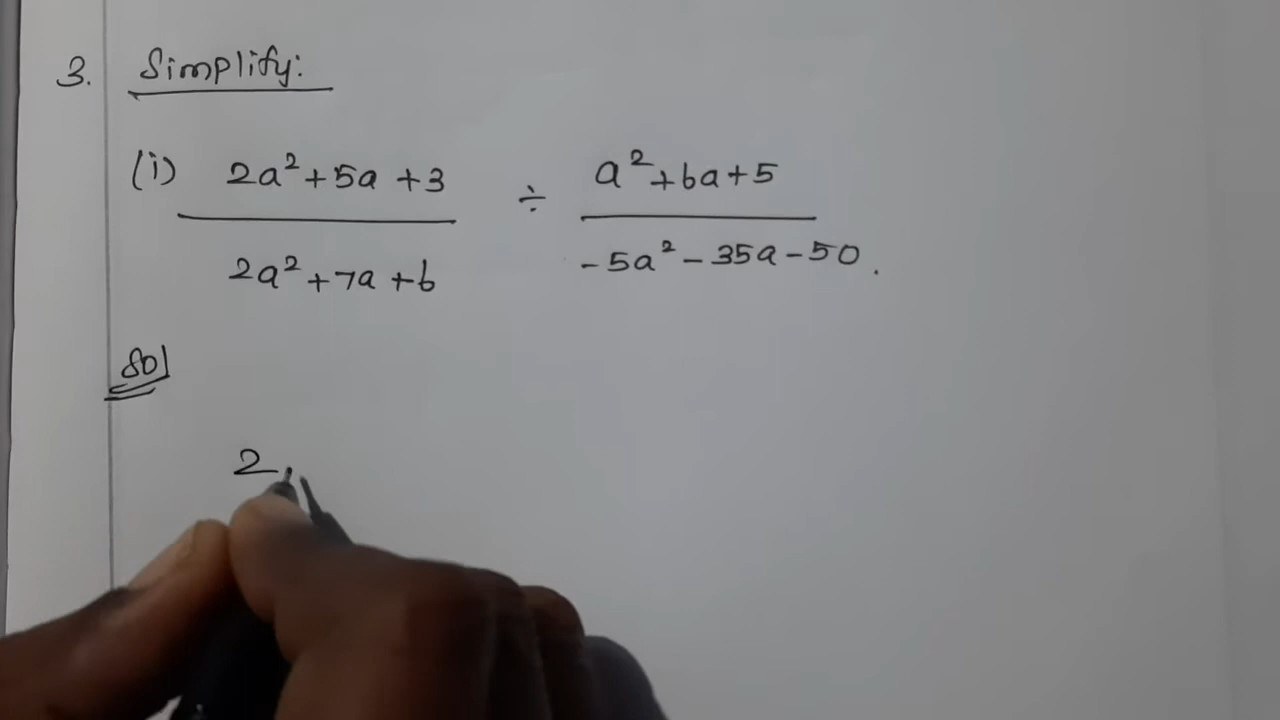 3. Simplify:
(i) 2a²+5a+3 ÷ a²+6a+5
2a²+7a+6 -5a²-35a-50.
Sol
2